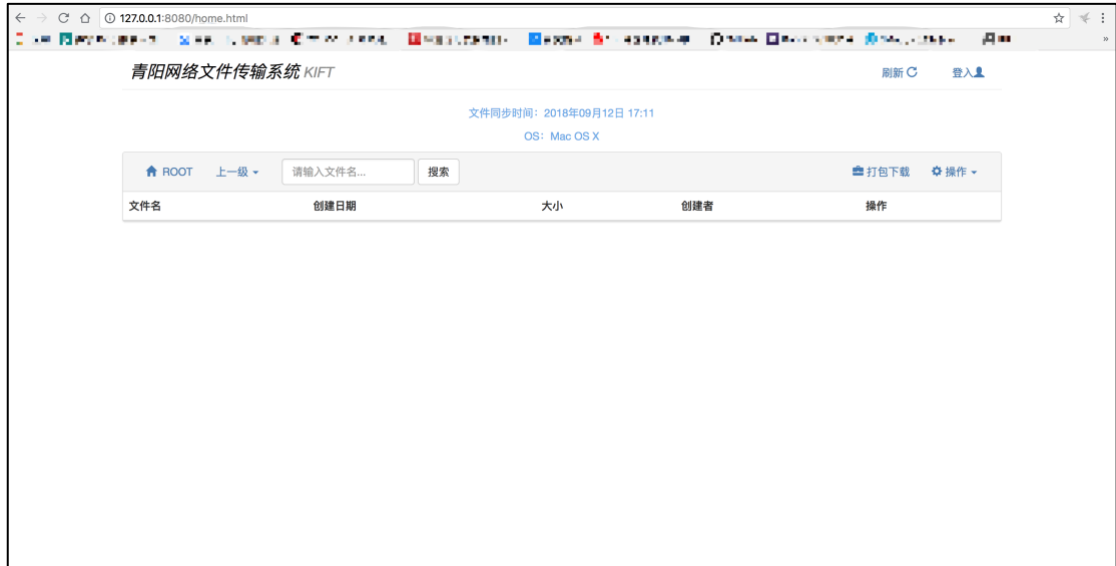 127.0.0.1:8080/home.html
青阳网络文件传输系统 KIFT
刷新 登入
文件同步时间：2018年09月12日 17:11
OS：Mac OS X
ROOT 上一级 请输入文件名... 搜索 打包下载 操作
文件名 创建日期 大小 创建者 操作